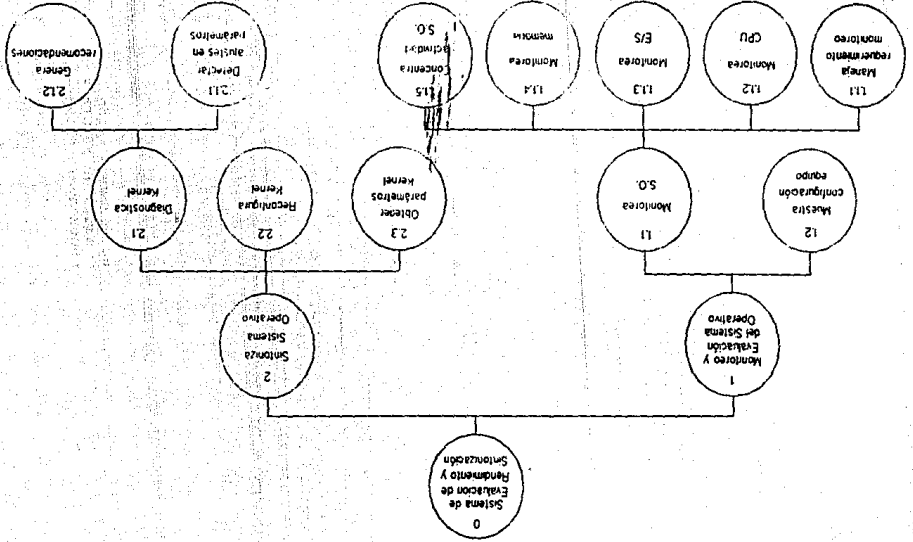 0
Sistema de
Evaluación de
Rendimiento y
Sintonización
1
Monitoreo y
Evaluación
del Sistema
Operativo
2
Sintoniza
Sistema
Operativo
1.2
Muestra
configuración
equipo
1.1
Monitorea
S.O.
2.3
Obtener
parámetros
Kernel
2.2
Reconfigura
Kernel
2.1
Diagnostica
Kernel
1.1.1
Maneja
requerimiento
monitoreo
1.1.2
Monitorea
CPU
1.1.3
Monitorea
E/S
1.1.4
Monitorea
memoria
1.1.5
Concentra
actividad
S.O.
2.1.1
Detectar
ajustes en
parámetros
2.1.2
Genera
recomendaciones